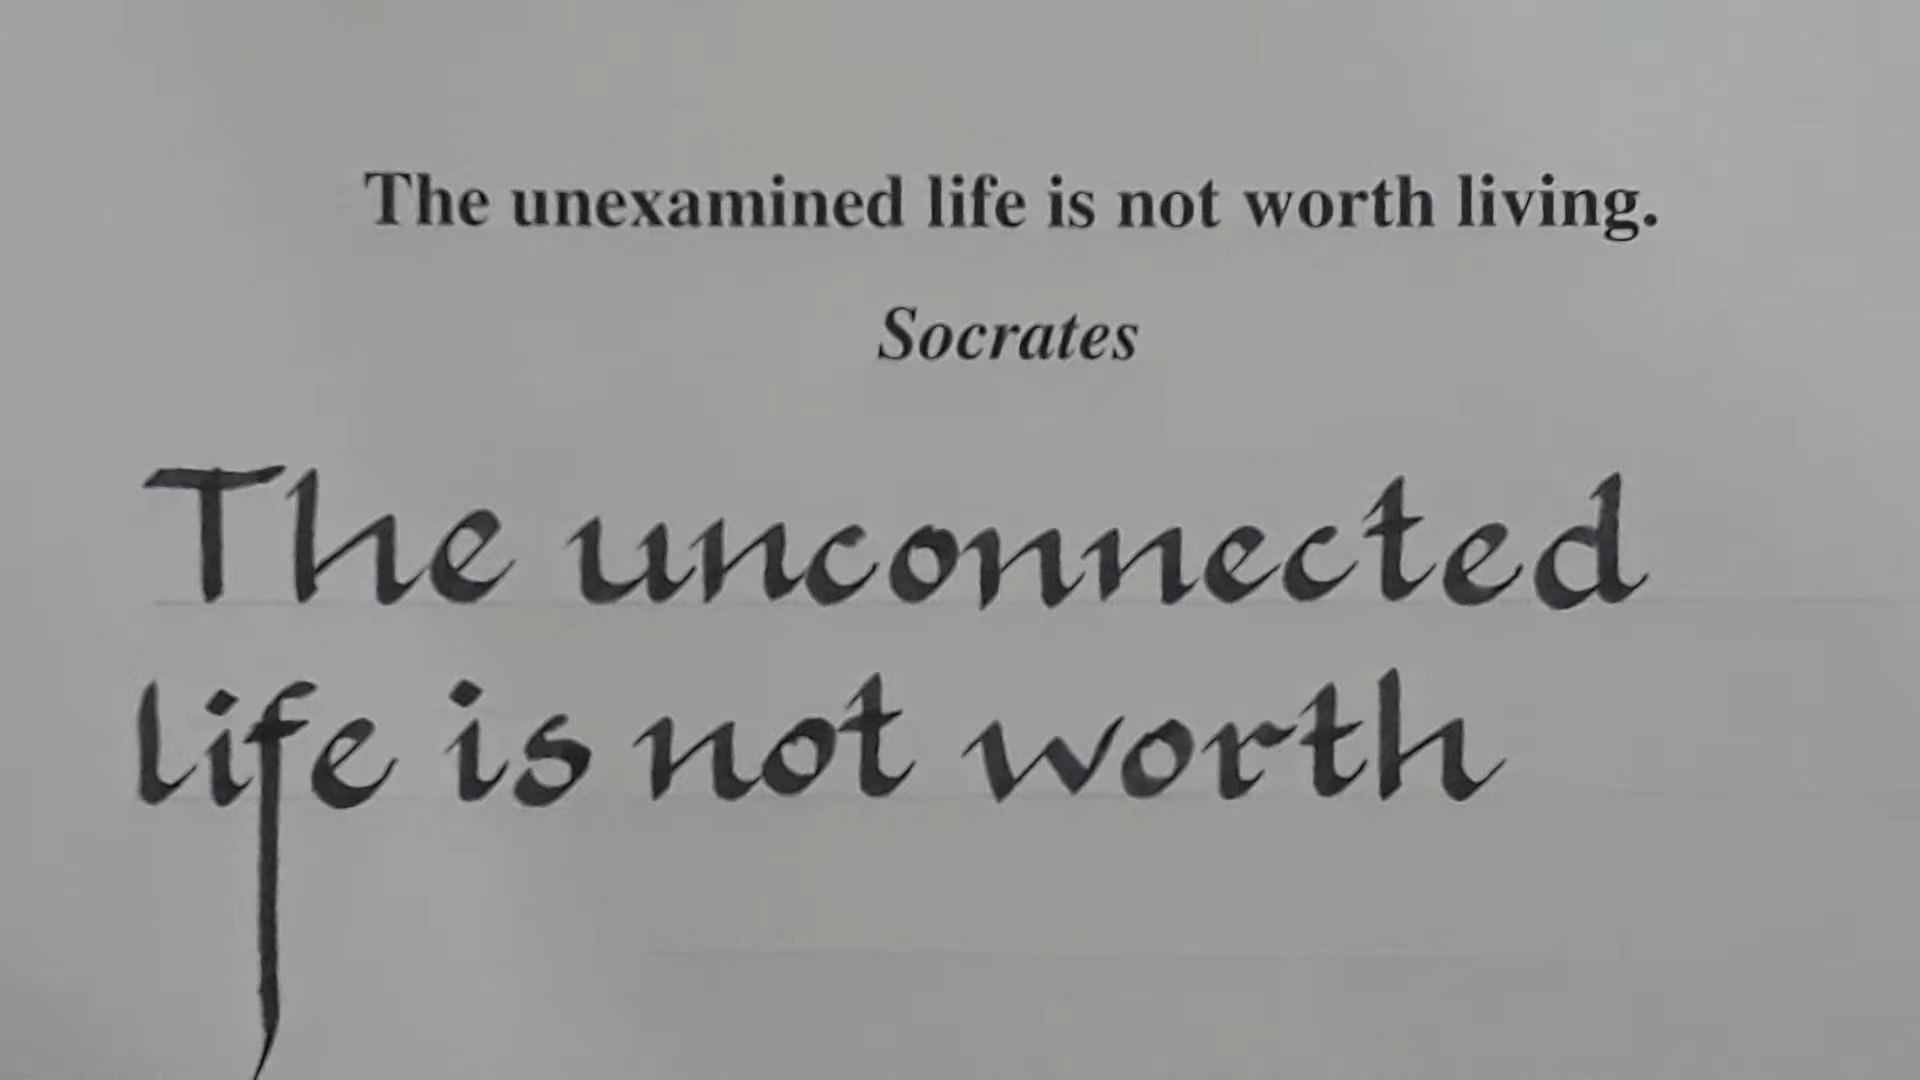 The unexamined life is not worth living.
Socrates
The unconnected
life is not worth